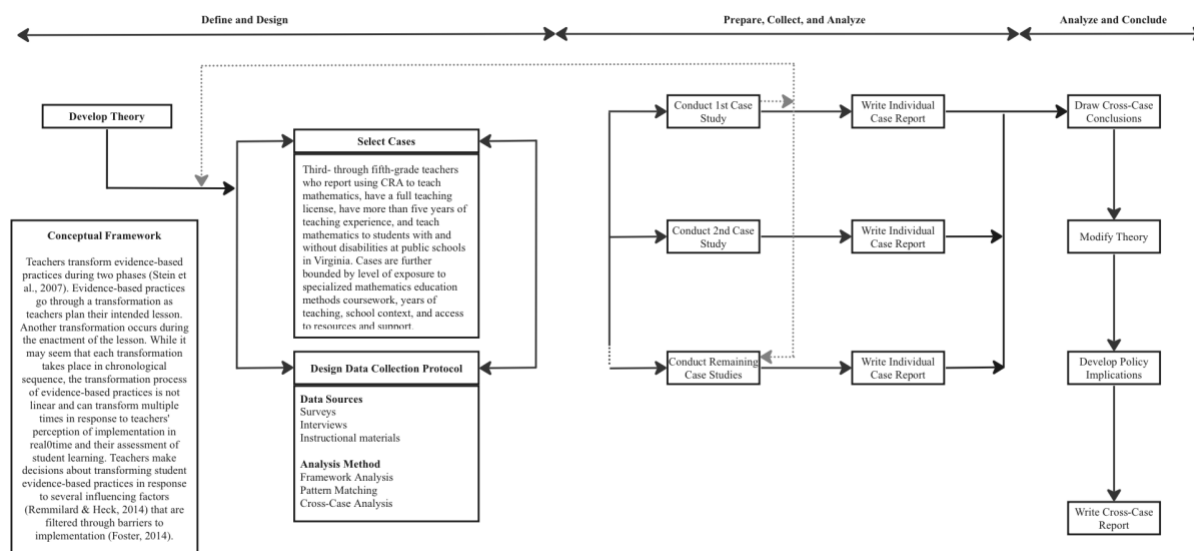 Define and Design
Prepare, Collect, and Analyze
Analyze and Conclude
Develop Theory
Conceptual Framework
Teachers transform evidence-based
practices during two phases (Stein et
al., 2007). Evidence-based practices
go through a transformation as
teachers plan their intended lesson.
Another transformation occurs during
the enactment of the lesson. While it
may seem that each transformation
takes place in chronological
sequence, the transformation process
of evidence-based practices is not
linear and can transform multiple
times in response to teachers'
perception of implementation in
real0time and their assessment of
student learning. Teachers make
decisions about transforming student
evidence-based practices in response
to several influencing factors
(Remmilard & Heck, 2014) that are
filtered through barriers to
implementation (Foster, 2014).
Select Cases
Third- through fifth-grade teachers
who report using CRA to teach
mathematics, have a full teaching
license, have more than five years of
teaching experience, and teach
mathematics to students with and
without disabilities at public schools
in Virginia. Cases are further
bounded by level of exposure to
specialized mathematics education
methods coursework, years of
teaching, school context, and access
to resources and support.
Design Data Collection Protocol
Data Sources
Surveys
Interviews
Instructional materials
Analysis Method
Framework Analysis
Pattern Matching
Cross-Case Analysis
Conduct 1st Case
Study
Write Individual
Case Report
Conduct 2nd Case
Study
Write Individual
Case Report
Conduct Remaining
Case Studies
Write Individual
Case Report
Draw Cross-Case
Conclusions
Modify Theory
Develop Policy
Implications
Write Cross-Case
Report